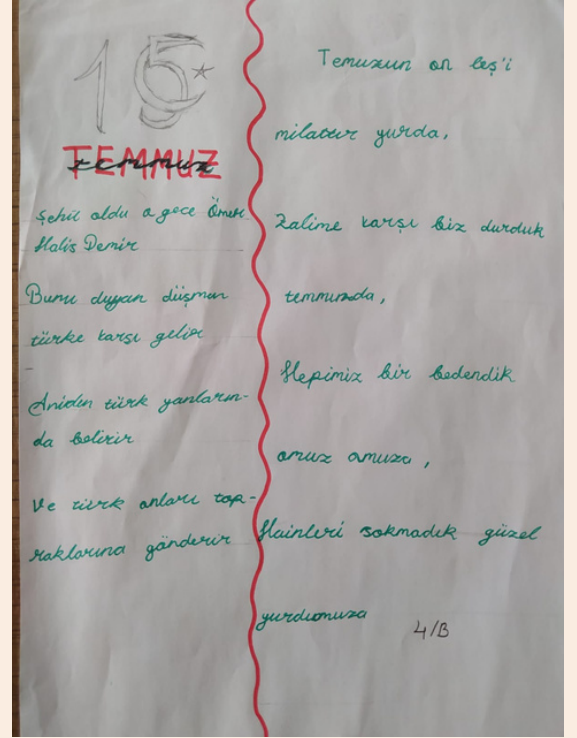 15
TEMMUZ
temmuz
Şehit oldu o gece Ömer
Halis Demir
Bunu duyan düşman
türke karşı gelir
Aniden türk yanların-
da belirir
Ve türk onları top-
raklarına gönderir
Temuzun on beş'i
milattır yurda,
Zalime karşı biz durduk
temmuzda,
Hepimiz bir bedendik
omuz omuza,
Hainleri sokmadık güzel
yurdumuza
4/B